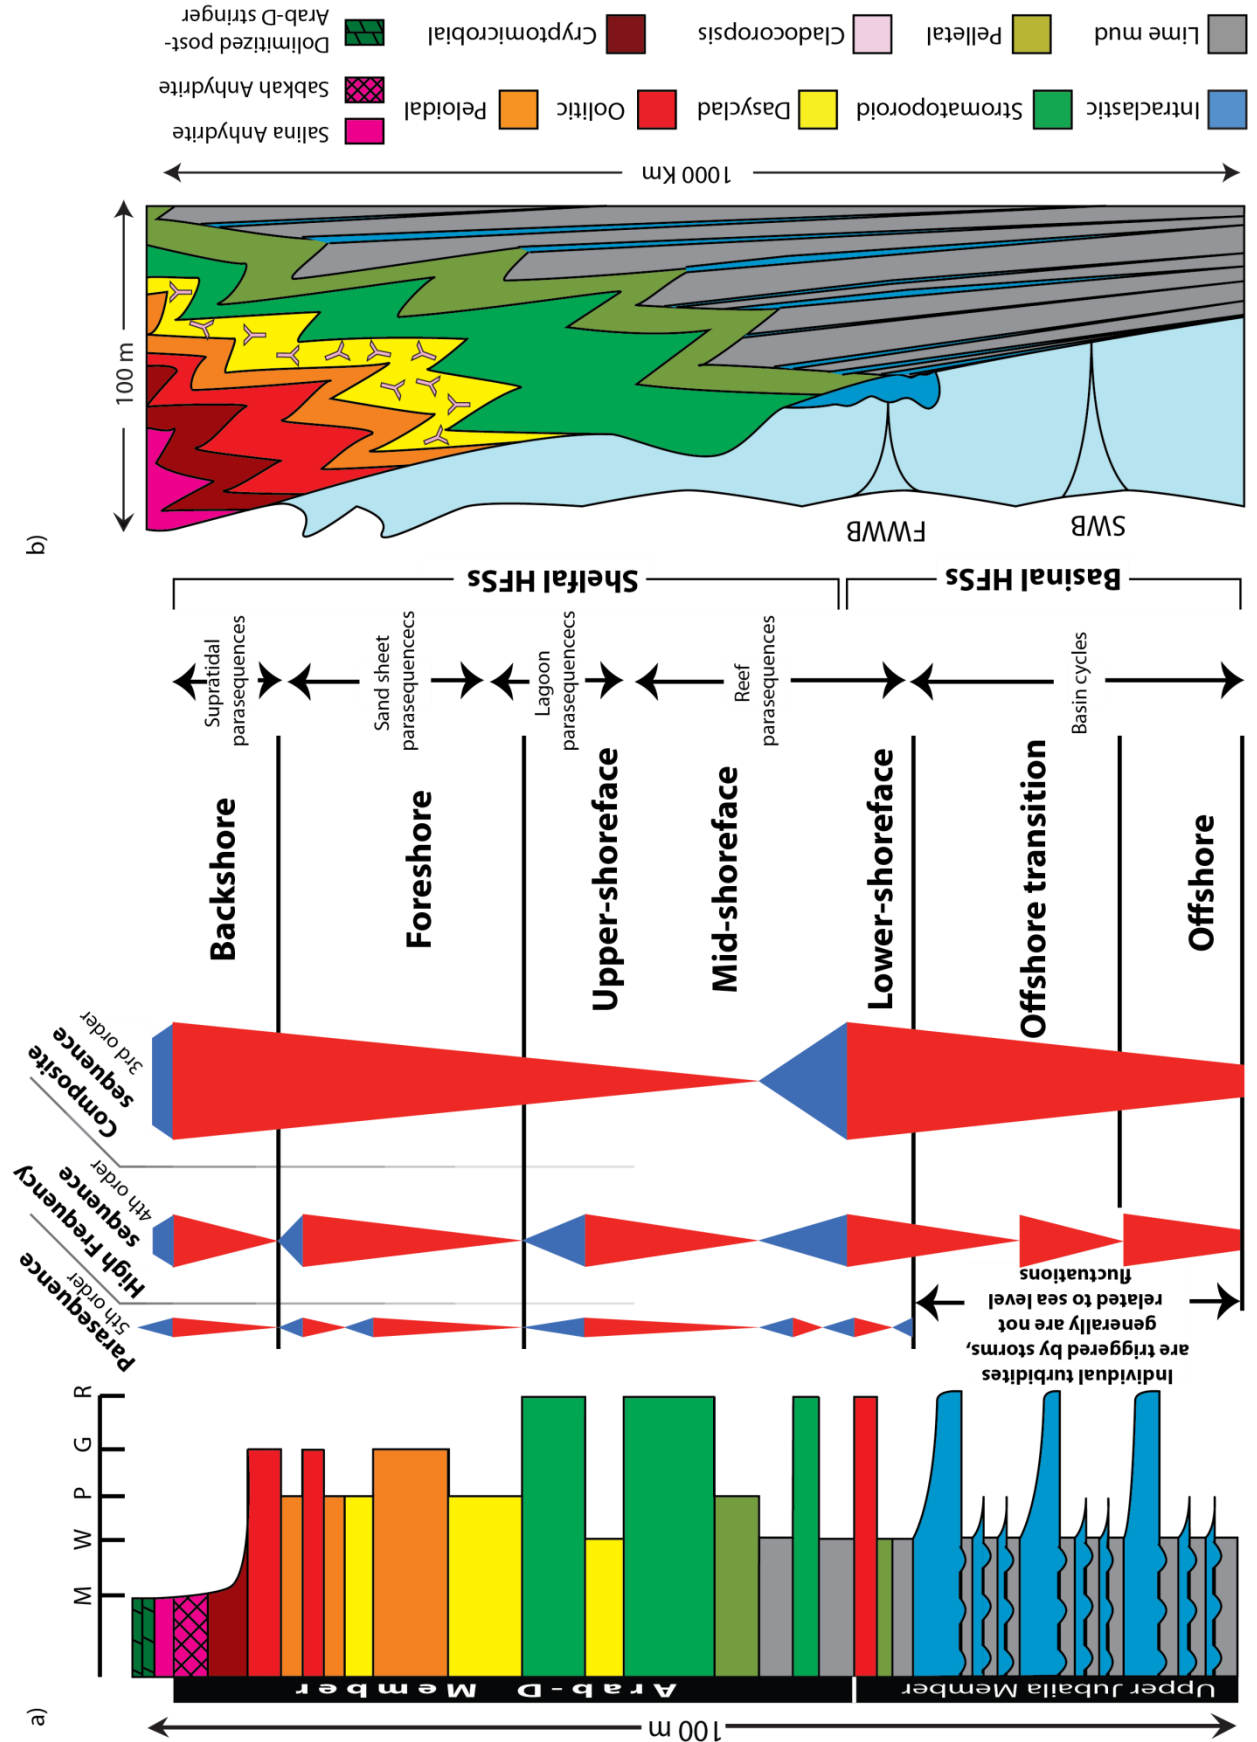 a)
100 m
Arab-D Member
Upper Jubaila Member
M W P G R
Parasequence
5th order
High Frequency
sequence
4th order
Composite
sequence
3rd order
Individual turbidites
are triggered by storms,
generally are not
related to sea level
fluctuations
Backshore
Foreshore
Upper-shoreface
Mid-shoreface
Lower-shoreface
Offshore transition
Offshore
Supratidal
parasequences
Sand sheet
parasequencecs
Lagoon
parasequencecs
Reef
parasequences
Basin cycles
Shelfal HFSs
Basinal HFSs
b)
100 m
FWWB
SWB
1000 Km
Salina Anhydrite
Sabkah Anhydrite
Dolimitized post-
Arab-D stringer
Peloidal
Oolitic
Dasyclad
Stromatoporoid
Intraclastic
Cryptomicrobial
Cladocoropsis
Pelletal
Lime mud